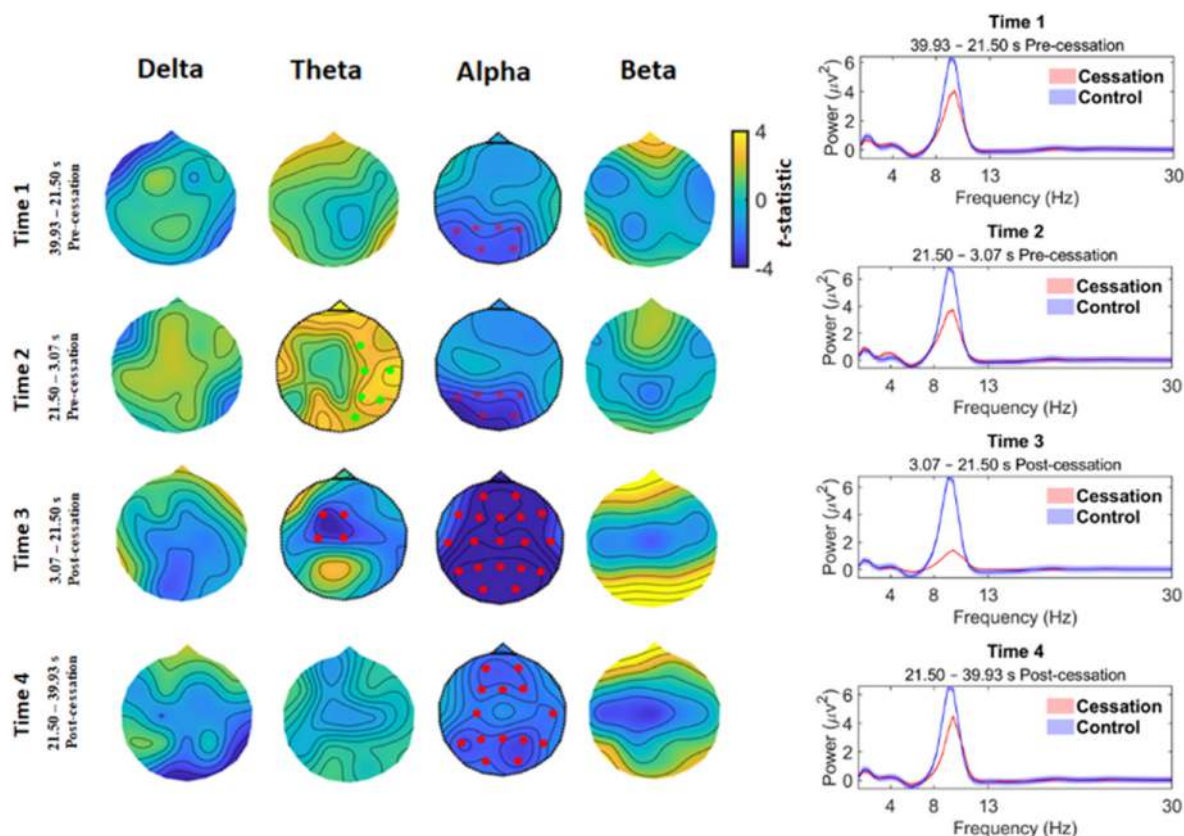 Delta Theta Alpha Beta
Time 1
39.93 – 21.50 s
Pre-cessation
4
0
-4
t-statistic
Time 2
21.50 – 3.07 s
Pre-cessation
Time 3
3.07 – 21.50 s
Post-cessation
Time 4
21.50 – 39.93 s
Post-cessation
Time 1
39.93 – 21.50 s Pre-cessation
Power (μv²)
6
4
2
0
Cessation
Control
4 8 13 30
Frequency (Hz)
Time 2
21.50 – 3.07 s Pre-cessation
Power (μv²)
6
4
2
0
Cessation
Control
4 8 13 30
Frequency (Hz)
Time 3
3.07 – 21.50 s Post-cessation
Power (μv²)
6
4
2
0
Cessation
Control
4 8 13 30
Frequency (Hz)
Time 4
21.50 – 39.93 s Post-cessation
Power (μv²)
6
4
2
0
Cessation
Control
4 8 13 30
Frequency (Hz)